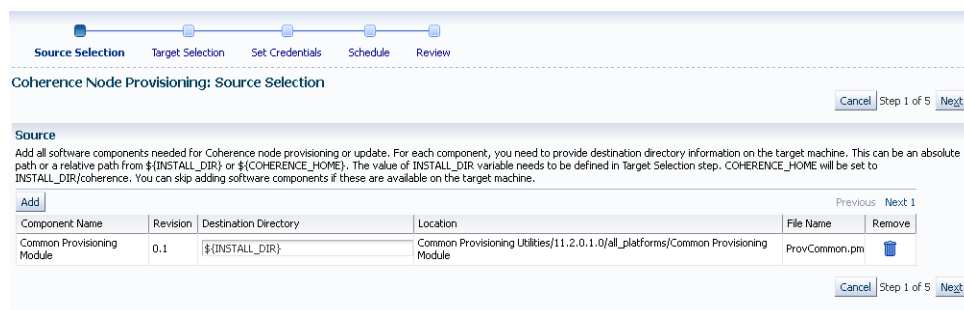 Source Selection Target Selection Set Credentials Schedule Review
Coherence Node Provisioning: Source Selection
Cancel Step 1 of 5 Next
Source
Add all software components needed for Coherence node provisioning or update. For each component, you need to provide destination directory information on the target machine. This can be an absolute
path or a relative path from ${INSTALL_DIR} or ${COHERENCE_HOME}. The value of INSTALL_DIR variable needs to be defined in Target Selection step. COHERENCE_HOME will be set to
INSTALL_DIR/coherence. You can skip adding software components if these are available on the target machine.
Add Previous Next 1
Component Name Revision Destination Directory Location File Name Remove
Common Provisioning Module 0.1 ${INSTALL_DIR} Common Provisioning Utilities/11.2.0.1.0/all_platforms/Common Provisioning Module ProvCommon.pm
Cancel Step 1 of 5 Next